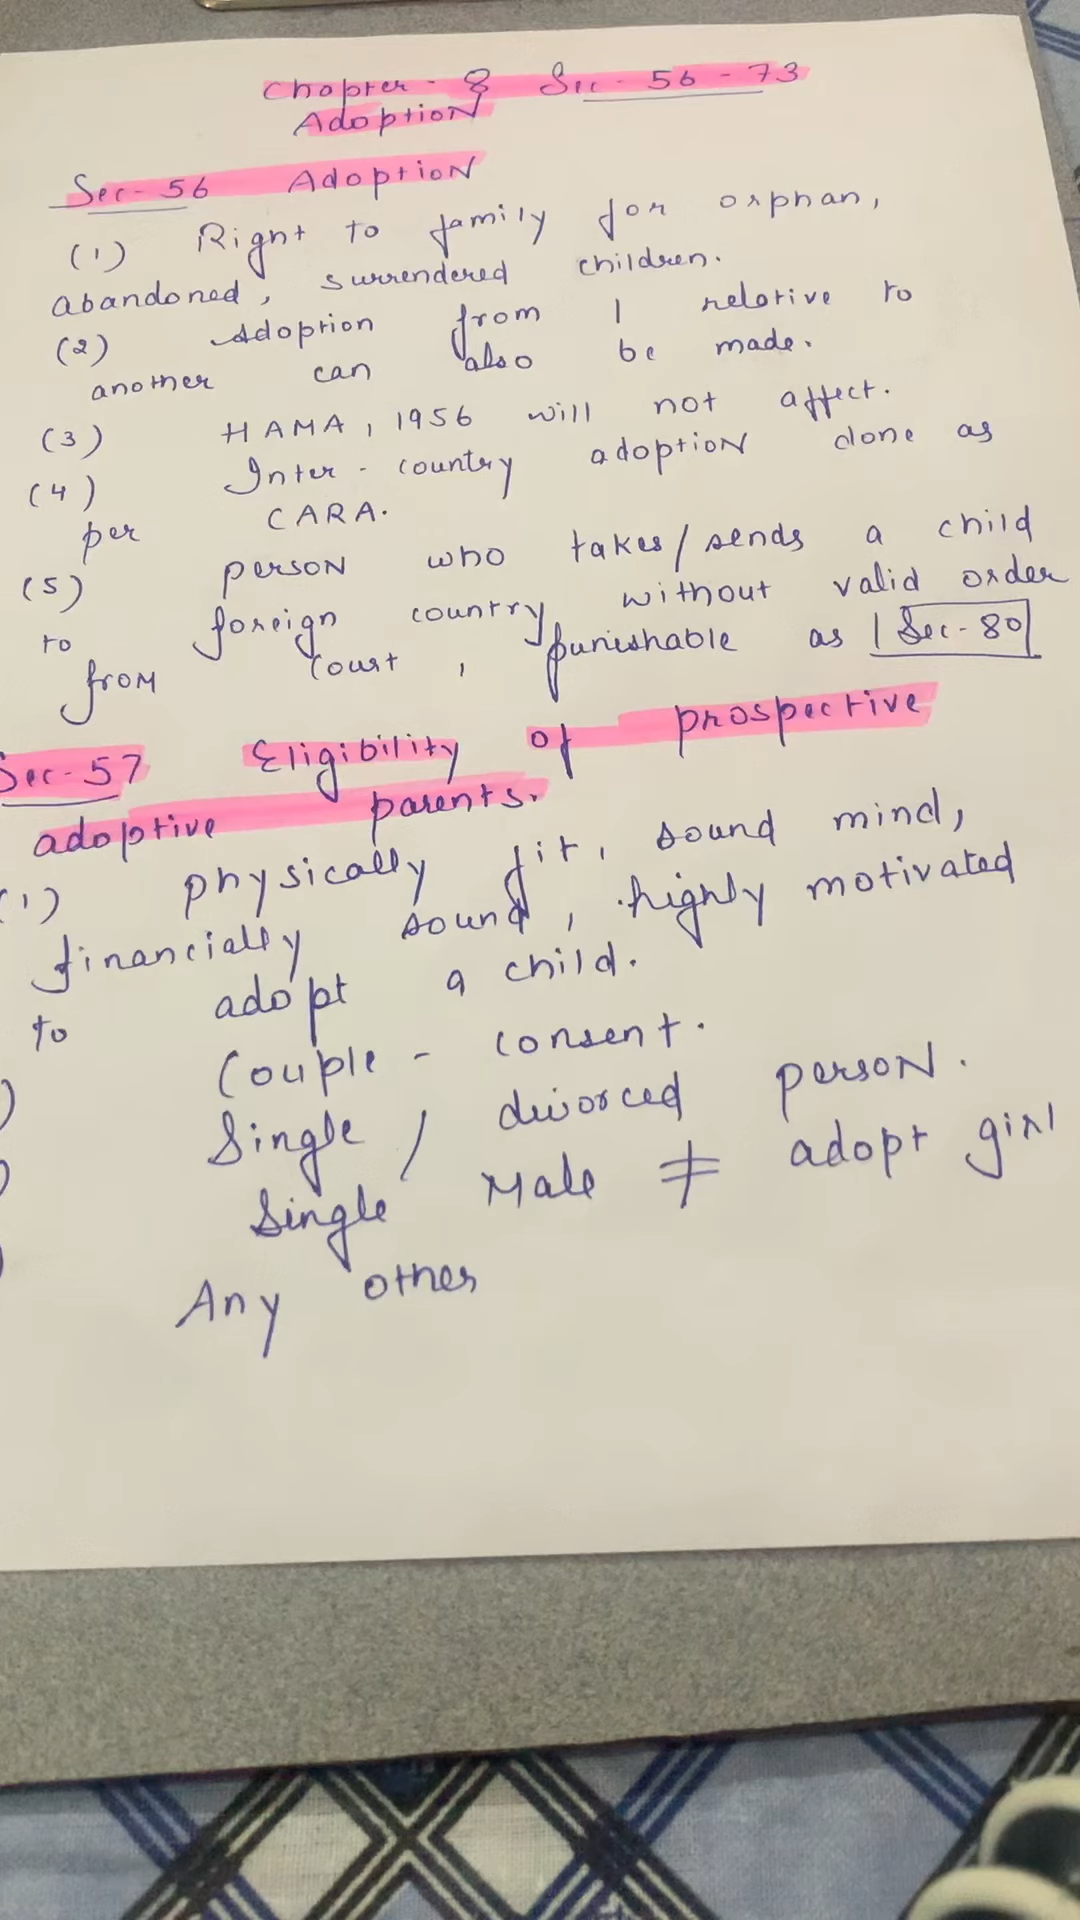 Chapter - 8 Sec - 56 - 73
Adoption
Sec - 56 Adoption
(1) Right to family for orphan,
abandoned, surrendered children.
(2) Adoption from 1 relative to
another can also be made.
(3) HAMA, 1956 will not affect.
(4) Inter - country adoption done as
per CARA.
(5) person who takes/sends a child
to foreign country without valid order
from court, punishable as Sec - 80
Sec - 57 Eligibility of prospective
adoptive parents.
(1) physically fit, sound mind,
financially sound, highly motivated
to adopt a child.
Couple - consent.
Single / divorced person.
Single Male ≠ adopt girl
Any other